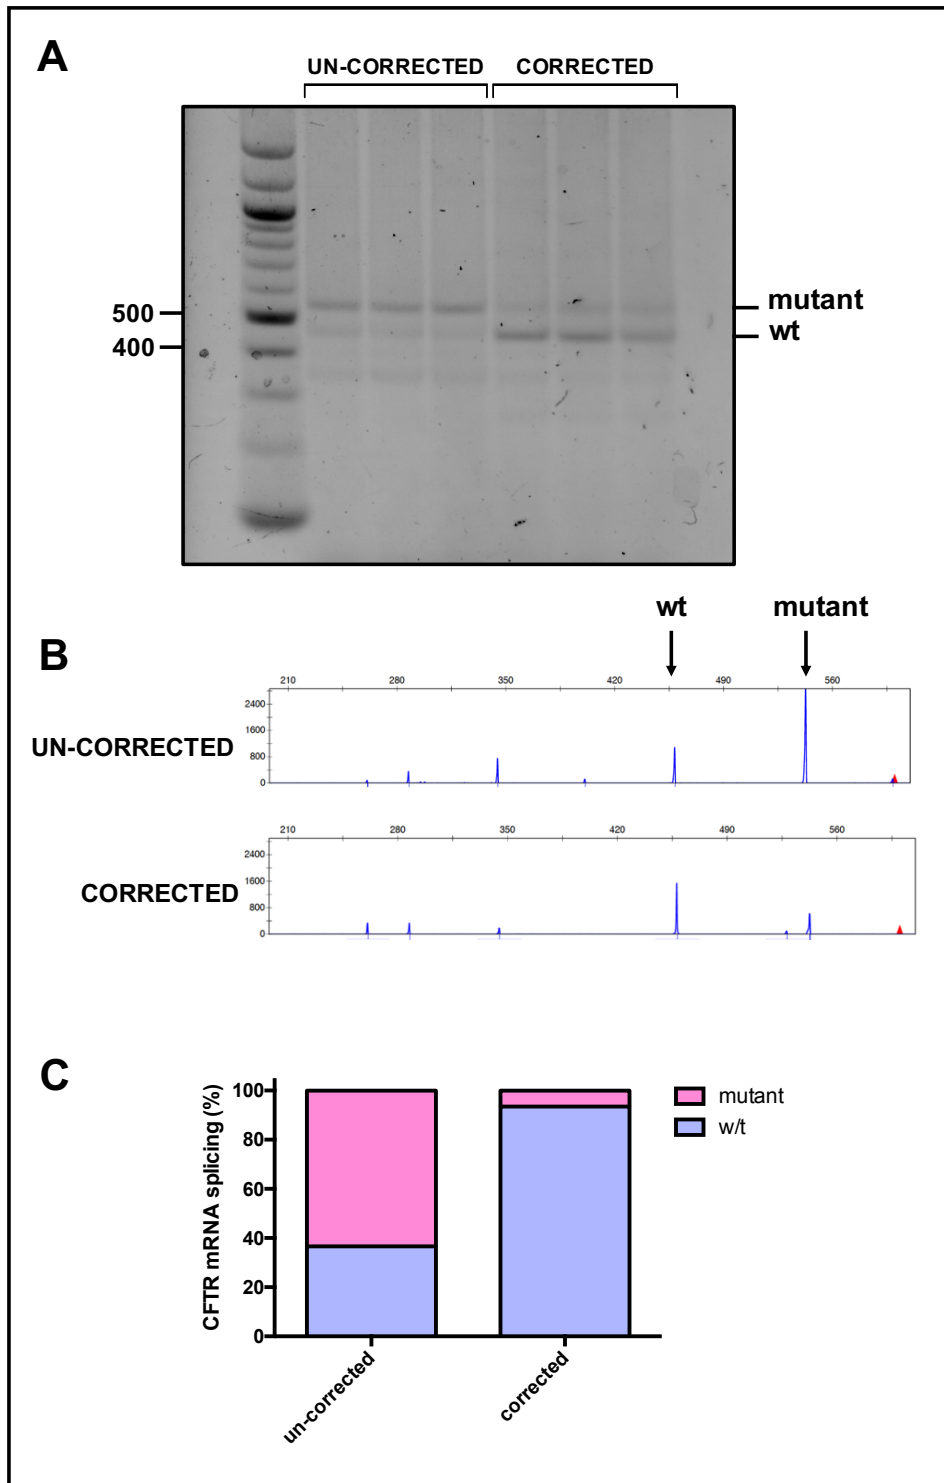 A
UN-CORRECTED CORRECTED
mutant
500
wt
400
wt mutant
B
210 280 350 420 490 560
2400
UN-CORRECTED
1600
800
0
210 280 350 420 490 560
2400
CORRECTED
1600
800
0
C
CFTR mRNA splicing (%)
100
80
60
40
20
0
mutant
w/t
un-corrected
corrected